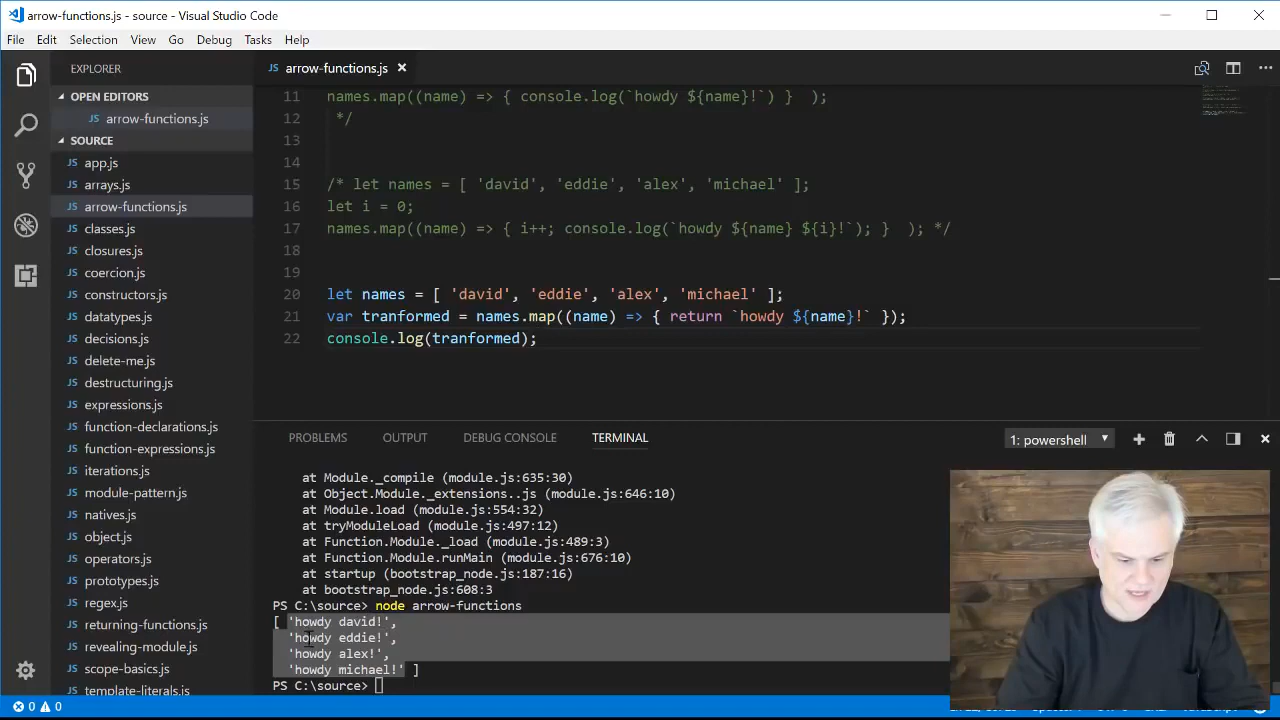 arrow-functions.js - source - Visual Studio Code
File Edit Selection View Go Debug Tasks Help
EXPLORER
OPEN EDITORS
arrow-functions.js
SOURCE
app.js
arrays.js
arrow-functions.js
classes.js
closures.js
coercion.js
constructors.js
datatypes.js
decisions.js
delete-me.js
destructuring.js
expressions.js
function-declarations.js
function-expressions.js
iterations.js
module-pattern.js
natives.js
object.js
operators.js
prototypes.js
regex.js
returning-functions.js
revealing-module.js
scope-basics.js
template-literals.js
JS arrow-functions.js
11 names.map((name) => { console.log(`howdy ${name}!`) }  );
12 */
13
14
15 /* let names = [ 'david', 'eddie', 'alex', 'michael' ];
16 let i = 0;
17 names.map((name) => { i++; console.log(`howdy ${name} ${i}!`); }  ); */
18
19
20 let names = [ 'david', 'eddie', 'alex', 'michael' ];
21 var tranformed = names.map((name) => { return `howdy ${name}!` });
22 console.log(tranformed);
PROBLEMS OUTPUT DEBUG CONSOLE TERMINAL 1: powershell
at Module._compile (module.js:635:30)
at Object.Module._extensions..js (module.js:646:10)
at Module.load (module.js:554:32)
at tryModuleLoad (module.js:497:12)
at Function.Module._load (module.js:489:3)
at Function.Module.runMain (module.js:676:10)
at startup (bootstrap_node.js:187:16)
at bootstrap_node.js:608:3
PS C:\source> node arrow-functions
[ 'howdy david!',
'howdy eddie!',
'howdy alex!',
'howdy michael!' ]
PS C:\source>
0 0